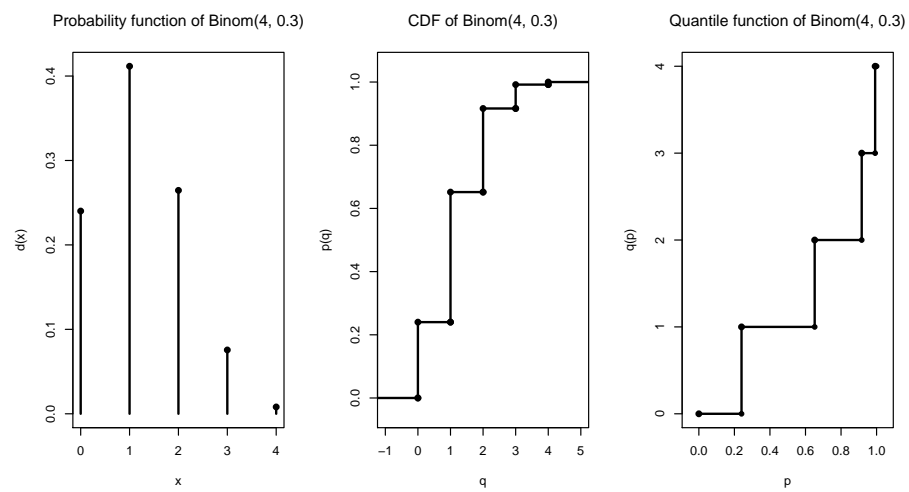 Probability function of Binom(4, 0.3)
d(x)
0.4
0.3
0.2
0.1
0.0
0 1 2 3 4
x
CDF of Binom(4, 0.3)
p(q)
1.0
0.8
0.6
0.4
0.2
0.0
−1 0 1 2 3 4 5
q
Quantile function of Binom(4, 0.3)
q(p)
4
3
2
1
0
0.0 0.2 0.4 0.6 0.8 1.0
p